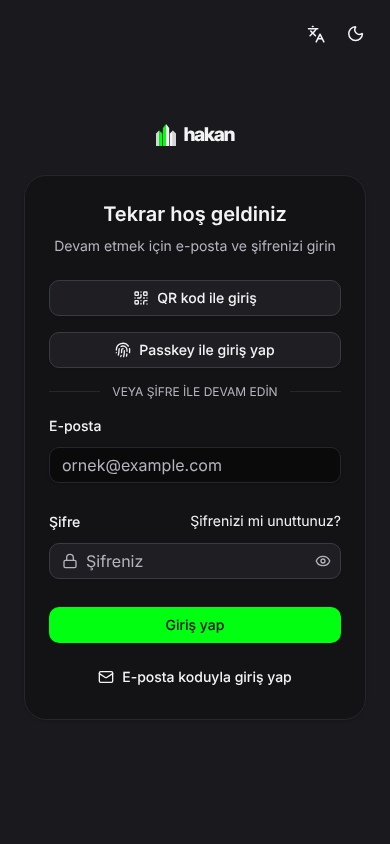 hakan
Tekrar hoş geldiniz
Devam etmek için e-posta ve şifrenizi girin
QR kod ile giriş
Passkey ile giriş yap
VEYA ŞİFRE İLE DEVAM EDİN
E-posta
ornek@example.com
Şifre Şifrenizi mi unuttunuz?
Şifreniz
Giriş yap
E-posta koduyla giriş yap